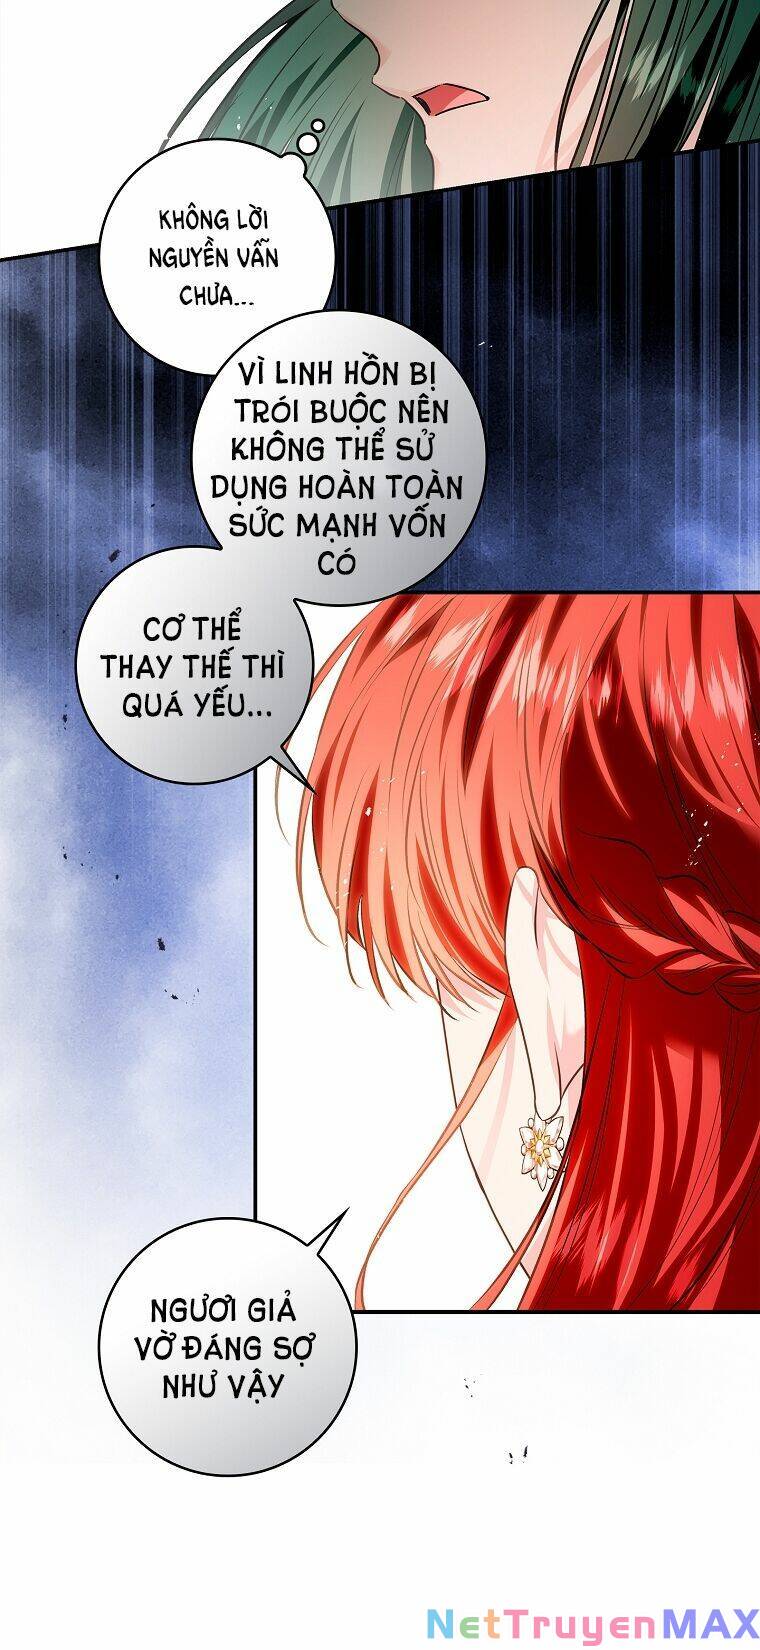 KHÔNG LỜI
NGUYỀN VẪN
CHƯA...
VÌ LINH HỒN BỊ
TRÓI BUỘC NÊN
KHÔNG THỂ SỬ
DỤNG HOÀN TOÀN
SỨC MẠNH VỐN
CÓ
CƠ THỂ
THAY THẾ THÌ
QUÁ YẾU...
NGƯƠI GIẢ
VỜ ĐÁNG SỢ
NHƯ VẬY
NetTruyenMAX